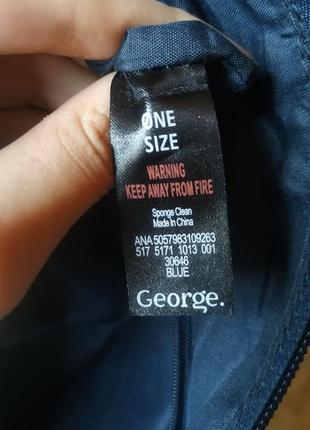 ONE
SIZE
WARNING
KEEP AWAY FROM FIRE
Sponge Clean
Made in China
ANA 5057983109263
517 5171 1013 001
30646
BLUE
George.